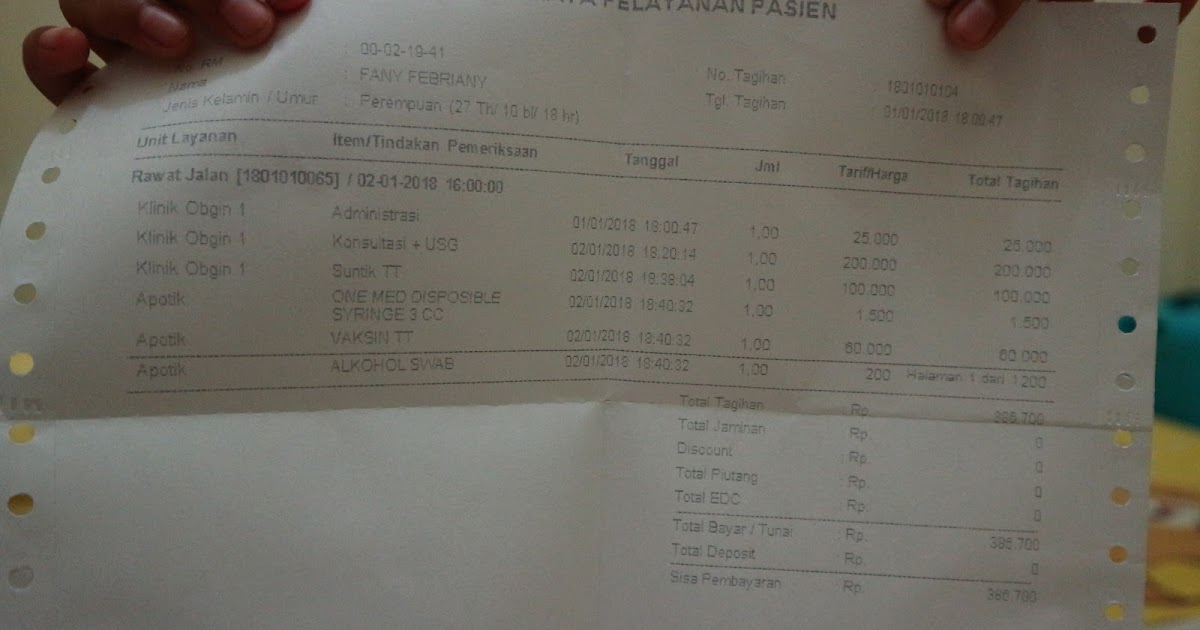 PELAYANAN PASIEN
No. RM : 00-02-19-41
Nama : FANY FEBRIANY
Jenis Kelamin / Umur : Perempuan (27 Th/ 10 bl/ 18 hr)
No. Tagihan : 1801010104
Tgl. Tagihan : 01/01/2018 18:00:47
Unit Layanan Item/Tindakan Pemeriksaan Tanggal Jml Tarif/Harga Total Tagihan
Rawat Jalan [1801010065] / 02-01-2018 16:00:00
Klinik Obgin 1 Administrasi 01/01/2018 18:00:47 1,00 25.000 25.000
Klinik Obgin 1 Konsultasi + USG 02/01/2018 18:20:14 1,00 200.000 200.000
Klinik Obgin 1 Suntik TT 02/01/2018 18:38:04 1,00 100.000 100.000
Apotik ONE MED DISPOSIBLE 02/01/2018 18:40:32 1,00 1.500 1.500
SYRINGE 3 CC
Apotik VAKSIN TT 02/01/2018 18:40:32 1,00 60.000 60.000
Apotik ALKOHOL SWAB 02/01/2018 18:40:32 1,00 200 200
Halaman 1 dari 1
Total Tagihan Rp. 386.700
Total Jaminan : Rp. 0
Discount : Rp. 0
Total Piutang : Rp. 0
Total EDC : Rp. 0
Total Bayar / Tunai : Rp. 386.700
Total Deposit : Rp. 0
Sisa Pembayaran Rp. 386.700